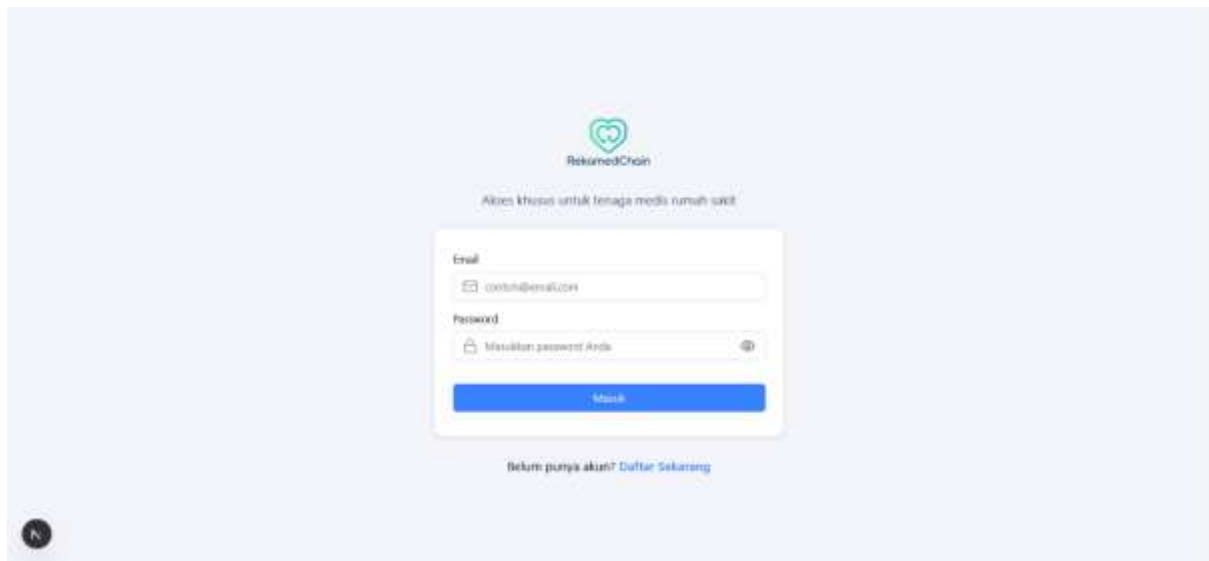 RekamedChain
Akses khusus untuk tenaga medis rumah sakit
Email
contoh@email.com
Password
Masukkan password Anda
Masuk
Belum punya akun? Daftar Sekarang
N